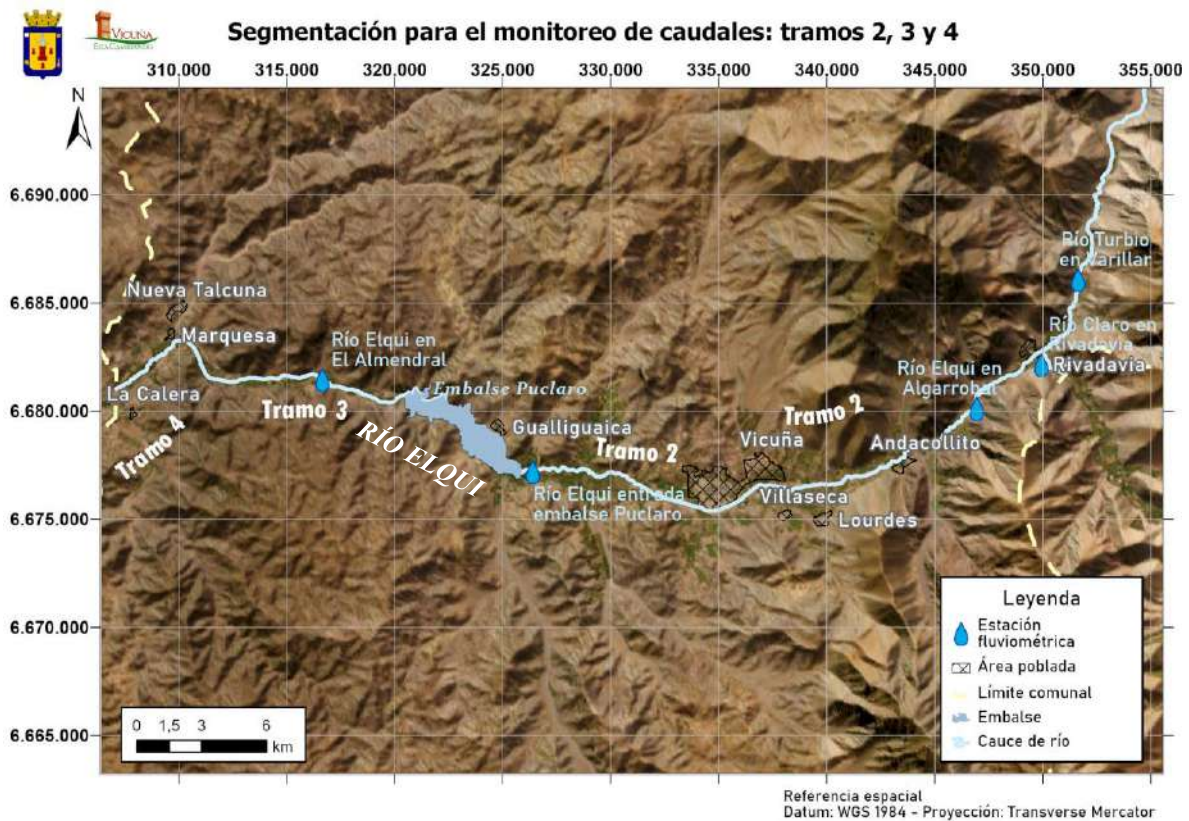 Segmentación para el monitoreo de caudales: tramos 2, 3 y 4
VICUÑA
310.000 315.000 320.000 325.000 330.000 335.000 340.000 345.000 350.000 355.000
N
6.690.000
6.685.000
6.680.000
6.675.000
6.670.000
6.665.000
Río Turbio
en Varillar
Nueva Talcuna
Marquesa
Río Elqui en
El Almendral
Río Claro en
Rivadavia
Rivadavia
Río Elqui en
Algarrobal
La Calera
Embalse Puclaro
Tramo 3
Tramo 4
RÍO ELQUI
Gualliguaica
Tramo 2
Vicuña
Tramo 2
Andacollito
Río Elqui entrada
embalse Puclaro
Villaseca
Lourdes
Leyenda
Estación
fluviométrica
Área poblada
Límite comunal
Embalse
Cauce de río
0 1,5 3 6
km
Referencia espacial
Datum: WGS 1984 - Proyección: Transverse Mercator